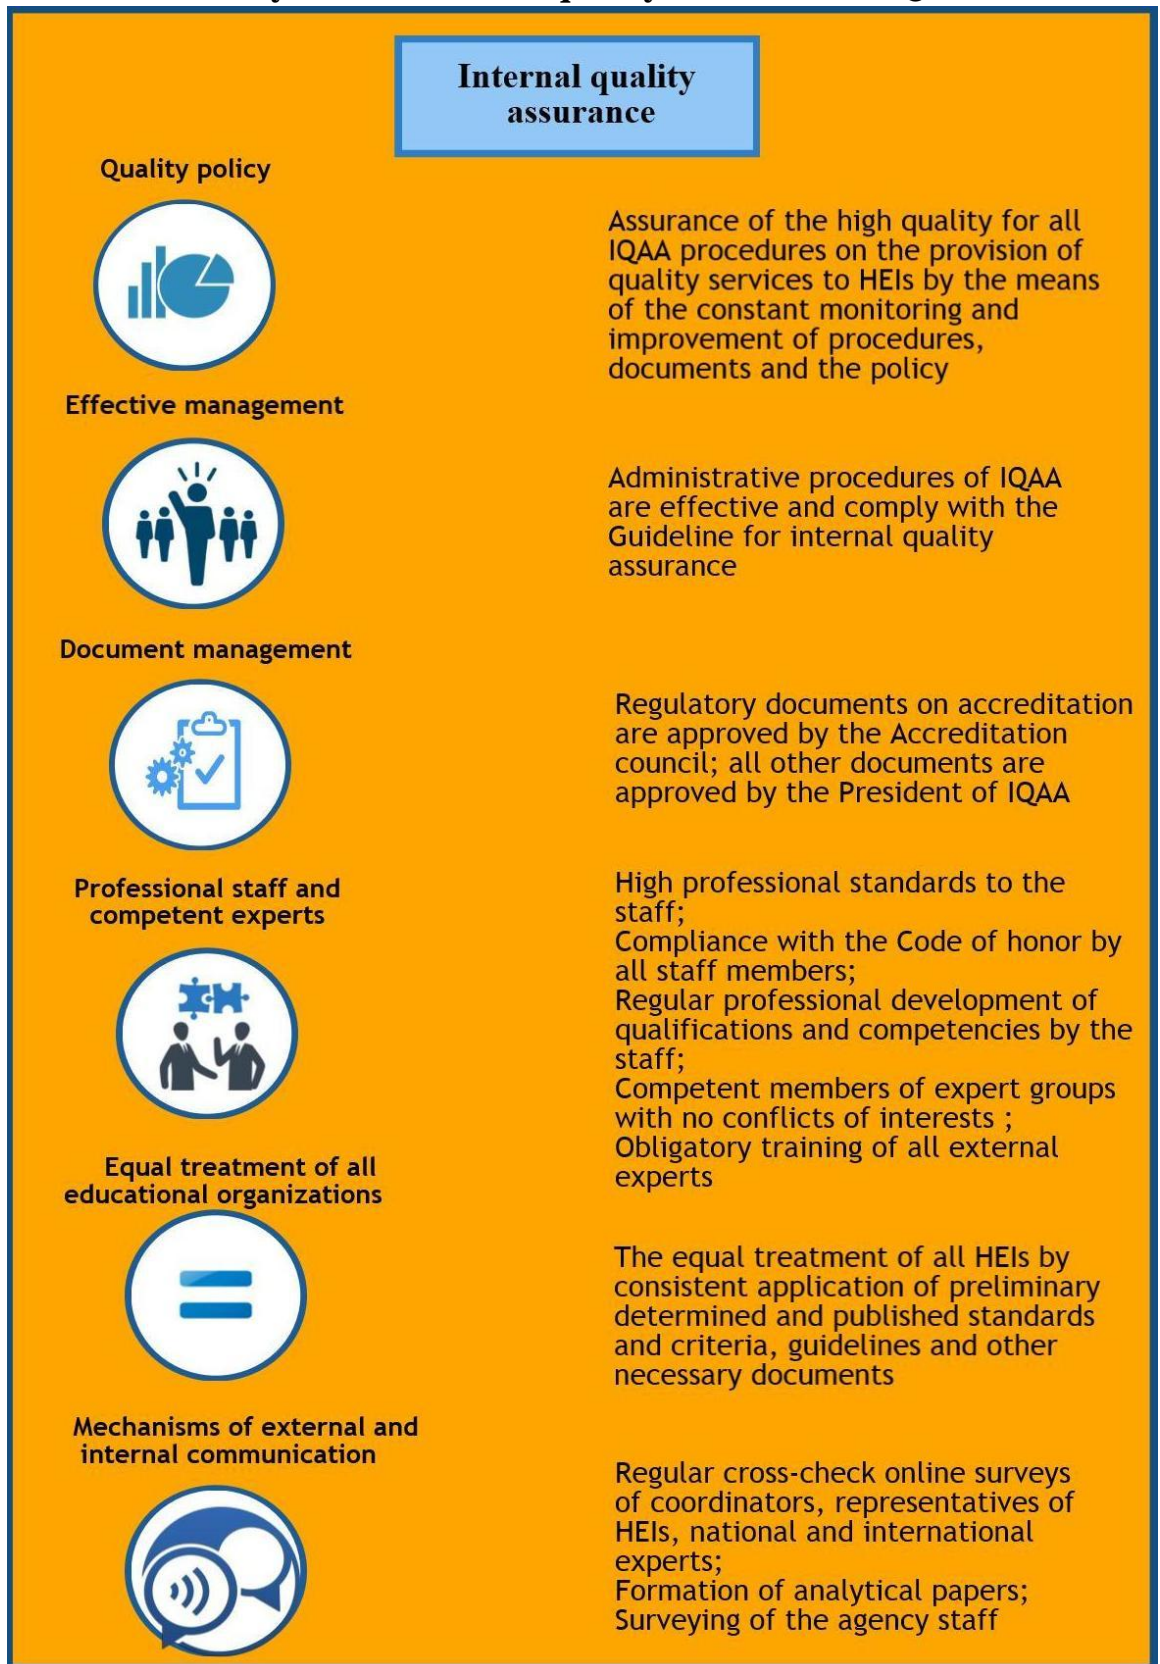 Internal quality
assurance
Quality policy
Assurance of the high quality for all
IQAA procedures on the provision of
quality services to HEIs by the means
of the constant monitoring and
improvement of procedures,
documents and the policy
Effective management
Administrative procedures of IQAA
are effective and comply with the
Guideline for internal quality
assurance
Document management
Regulatory documents on accreditation
are approved by the Accreditation
council; all other documents are
approved by the President of IQAA
Professional staff and
competent experts
High professional standards to the
staff;
Compliance with the Code of honor by
all staff members;
Regular professional development of
qualifications and competencies by the
staff;
Competent members of expert groups
with no conflicts of interests ;
Obligatory training of all external
experts
Equal treatment of all
educational organizations
The equal treatment of all HEIs by
consistent application of preliminary
determined and published standards
and criteria, guidelines and other
necessary documents
Mechanisms of external and
internal communication
Regular cross-check online surveys
of coordinators, representatives of
HEIs, national and international
experts;
Formation of analytical papers;
Surveying of the agency staff